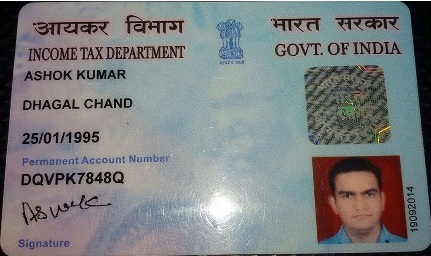 आयकर विभाग
INCOME TAX DEPARTMENT
भारत सरकार
GOVT. OF INDIA
ASHOK KUMAR
DHAGAL CHAND
25/01/1995
Permanent Account Number
DQVPK7848Q
Signature
19092014